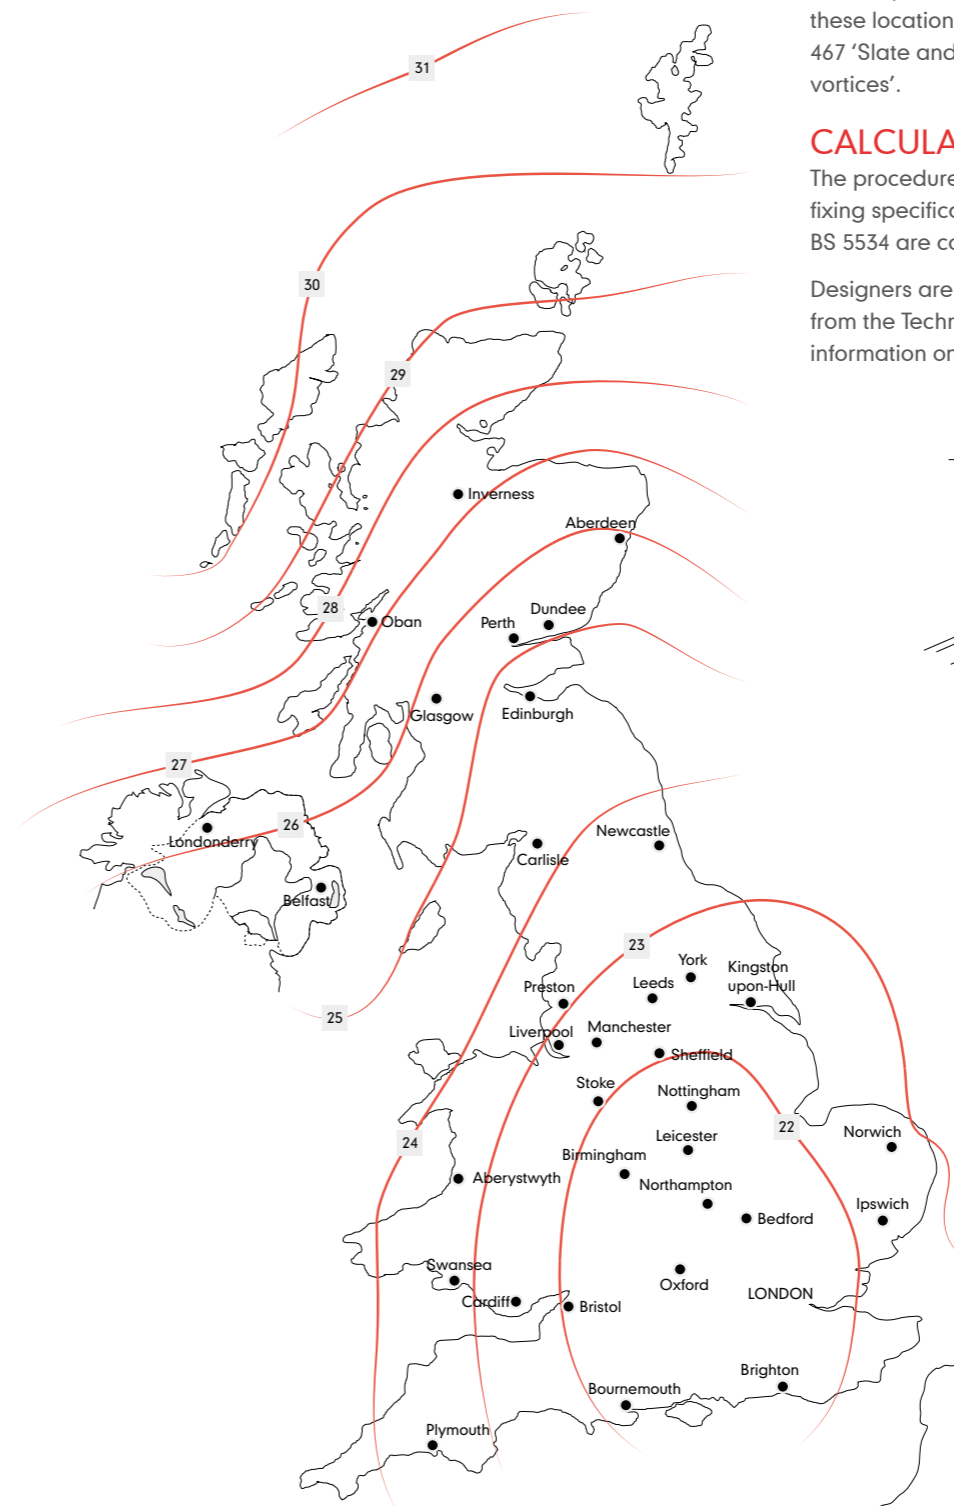 these location
467 ‘Slate and
vortices’.
CALCULA
The procedure
fixing specifica
BS 5534 are co
Designers are
from the Techn
information on
31
30
29
Inverness
Aberdeen
28
Oban
Perth
Dundee
Glasgow
Edinburgh
27
26
Londonderry
Newcastle
Carlisle
Belfast
23
York
Kingston
upon-Hull
Leeds
Preston
25
Liverpool
Manchester
Sheffield
Stoke
Nottingham
22
Norwich
24
Leicester
Birmingham
Aberystwyth
Northampton
Ipswich
Bedford
Swansea
Oxford
LONDON
Cardiff
Bristol
Brighton
Bournemouth
Plymouth